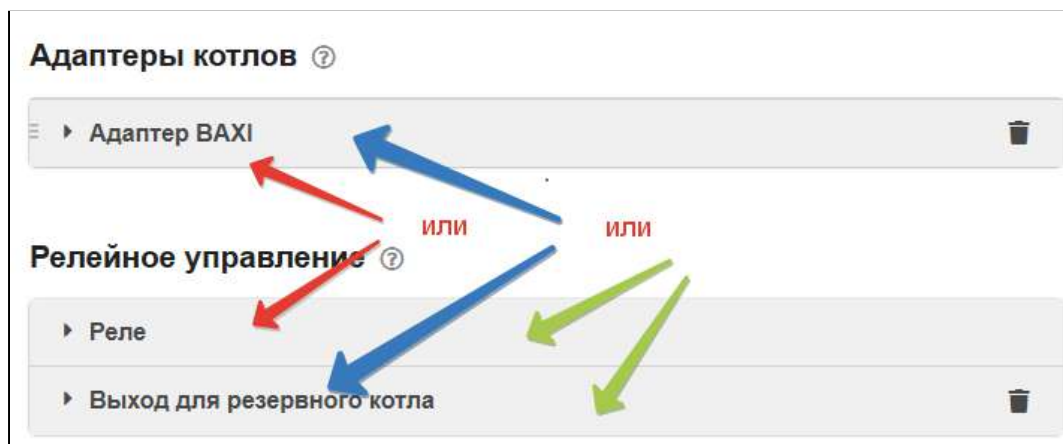 Адаптеры котлов ?
Адаптер BAXI
или или
Релейное управление ?
Реле
Выход для резервного котла